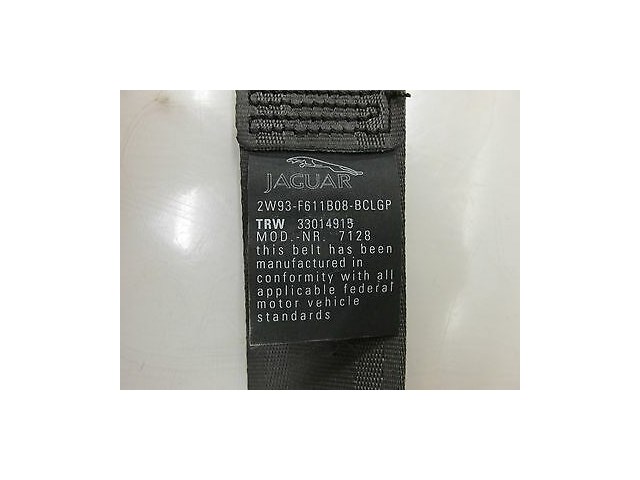 JAGUAR
2W93-F611B08-BCLGP
TRW 33014915
MOD.-NR. 7128
this belt has been
manufactured in
conformity with all
applicable federal
motor vehicle
standards